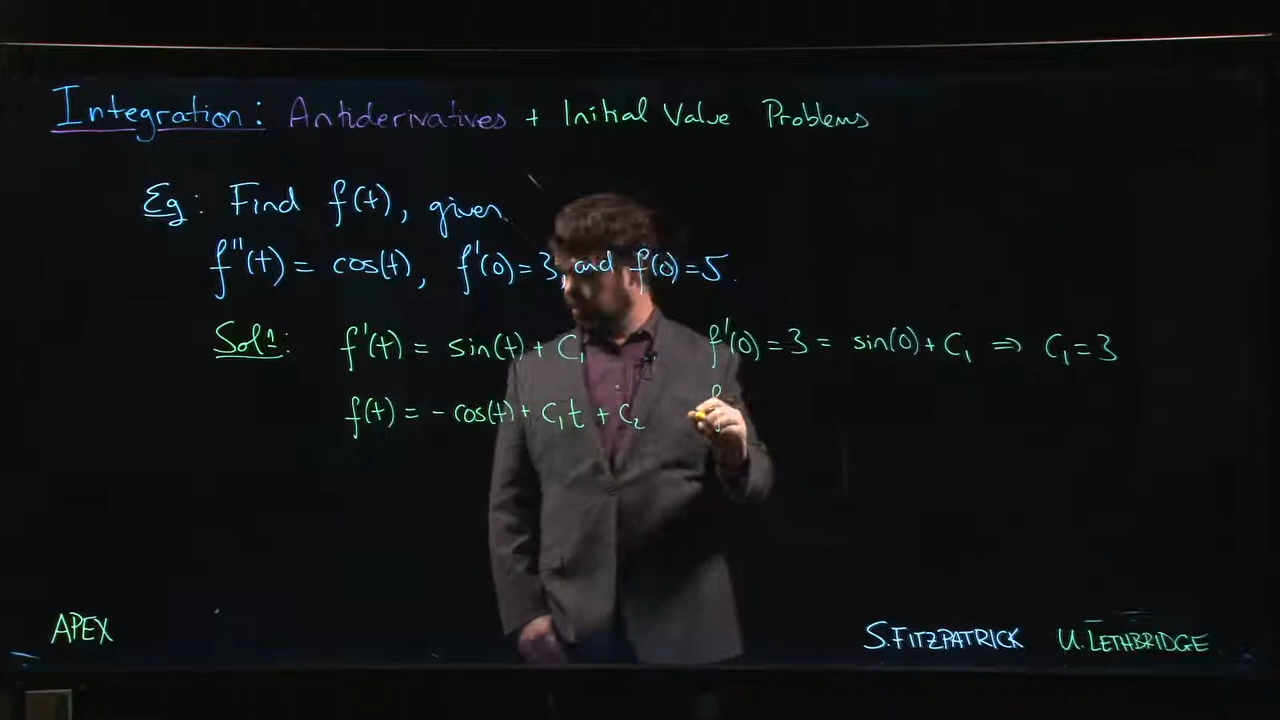 Integration: Antiderivatives + Initial Value Problems
Eg: Find f(t), given
f''(t) = cos(t), f'(0) = 3, and f(0) = 5.
Solⁿ: f'(t) = sin(t) + C₁ f'(0) = 3 = sin(0) + C₁ ⇒ C₁ = 3
f(t) = - cos(t) + C₁t + C₂ f
APEX
S. FITZPATRICK U. LETHBRIDGE